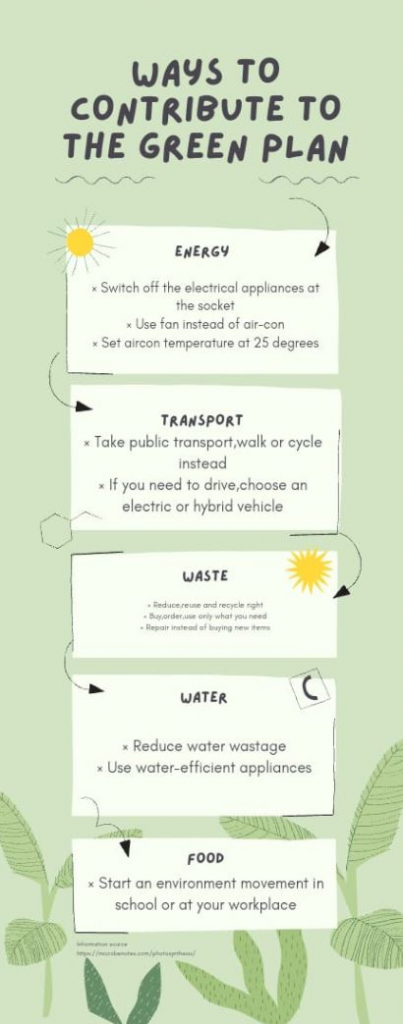 WAYS TO
CONTRIBUTE TO
THE GREEN PLAN
ENERGY
× Switch off the electrical appliances at
the socket
× Use fan instead of air-con
× Set aircon temperature at 25 degrees
TRANSPORT
× Take public transport,walk or cycle
instead
× If you need to drive,choose an
electric or hybrid vehicle
WASTE
× Reduce,reuse and recycle right
× Buy,order,use only what you need
× Repair instead of buying new items
C
WATER
× Reduce water wastage
× Use water-efficient appliances
FOOD
× Start an environment movement in
school or at your workplace
Information source
https://microbenotes.com/photosynthesis/